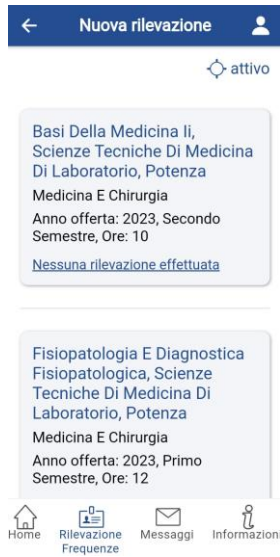 Nuova rilevazione
attivo
Basi Della Medicina Ii,
Scienze Tecniche Di Medicina
Di Laboratorio, Potenza
Medicina E Chirurgia
Anno offerta: 2023, Secondo
Semestre, Ore: 10
Nessuna rilevazione effettuata
Fisiopatologia E Diagnostica
Fisiopatologica, Scienze
Tecniche Di Medicina Di
Laboratorio, Potenza
Medicina E Chirurgia
Anno offerta: 2023, Primo
Semestre, Ore: 12
Home
Rilevazione
Frequenze
Messaggi
Informazion